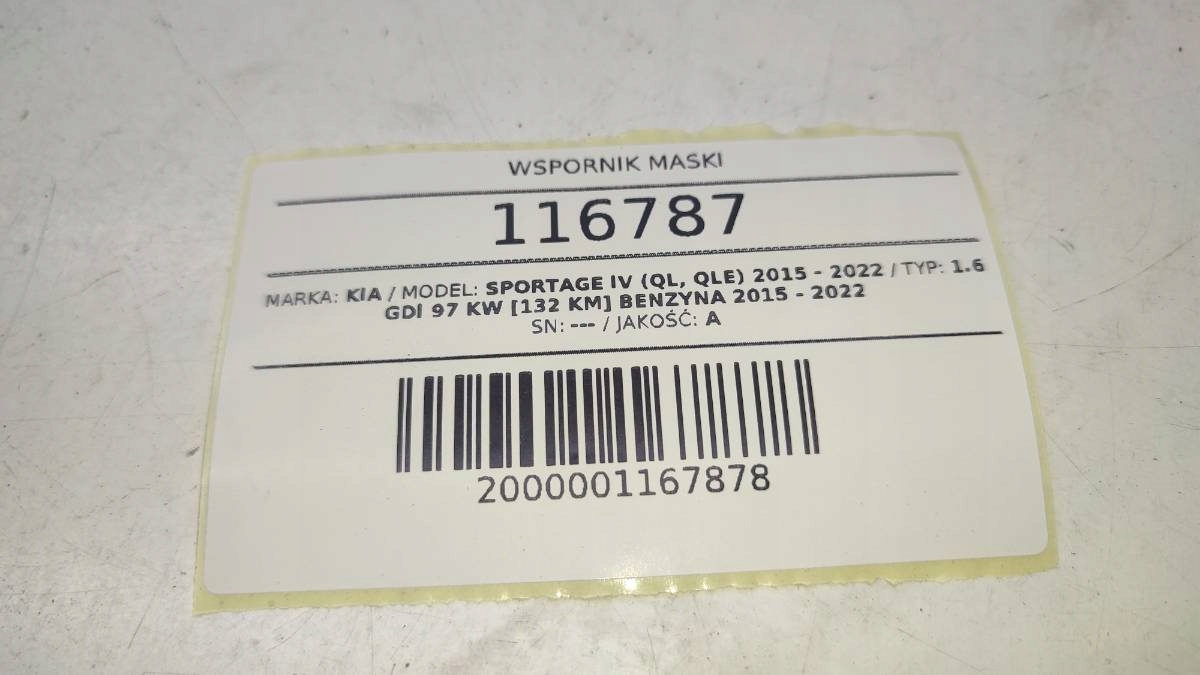 WSPORNIK MASKI
116787
MARKA: KIA / MODEL: SPORTAGE IV (QL, QLE) 2015 - 2022 / TYP: 1.6
GDI 97 KW [132 KM] BENZYNA 2015 - 2022
SN: --- / JAKOŚĆ: A
2000001167878